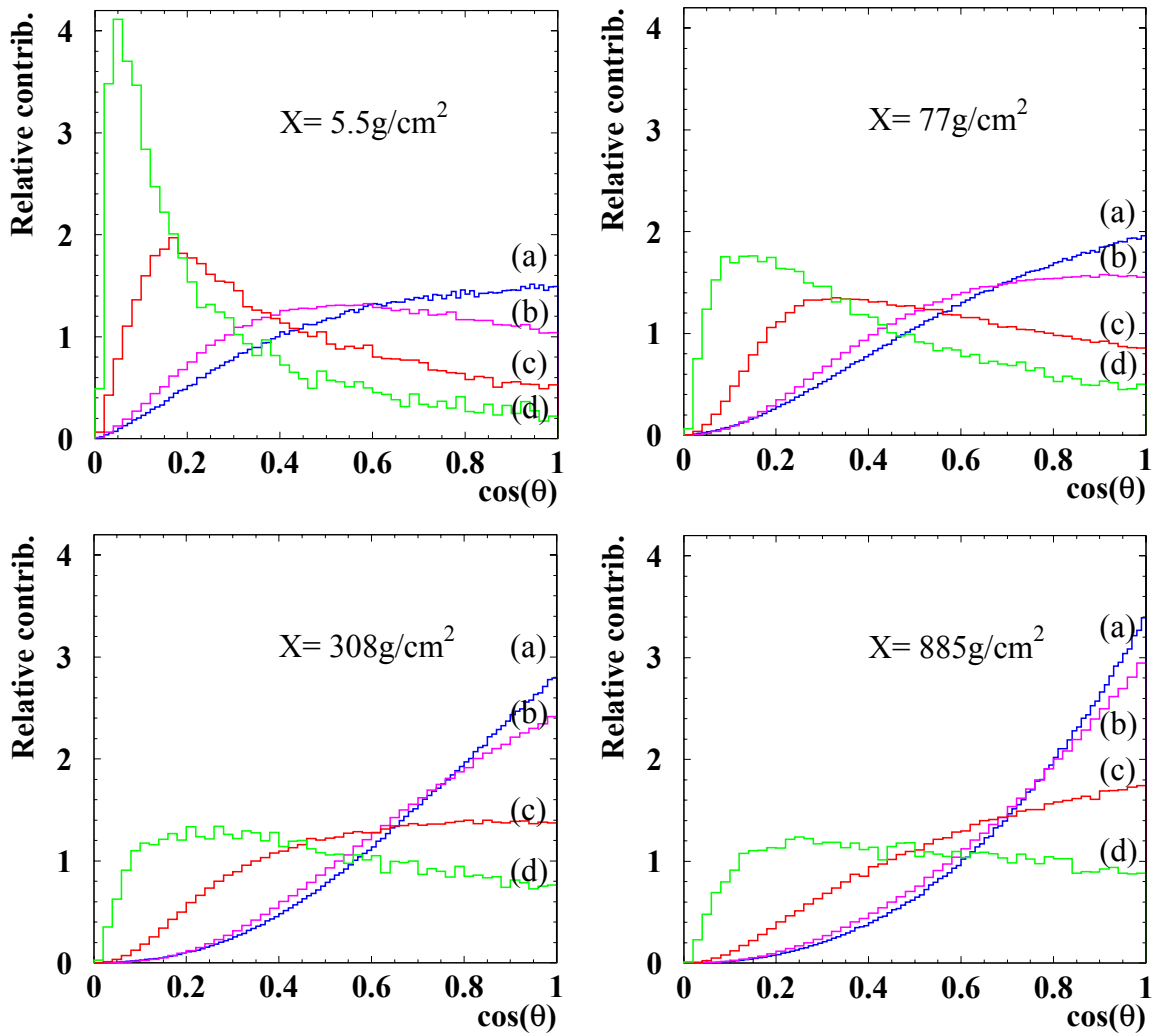 Relative contrib.
4
3
2
1
0
X= 5.5g/cm²
(a)
(b)
(c)
(d)
0 0.2 0.4 0.6 0.8 1
cos(θ)
Relative contrib.
4
3
2
1
0
X= 77g/cm²
(a)
(b)
(c)
(d)
0 0.2 0.4 0.6 0.8 1
cos(θ)
Relative contrib.
4
3
2
1
0
X= 308g/cm²
(a)
(b)
(c)
(d)
0 0.2 0.4 0.6 0.8 1
cos(θ)
Relative contrib.
4
3
2
1
0
X= 885g/cm²
(a)
(b)
(c)
(d)
0 0.2 0.4 0.6 0.8 1
cos(θ)